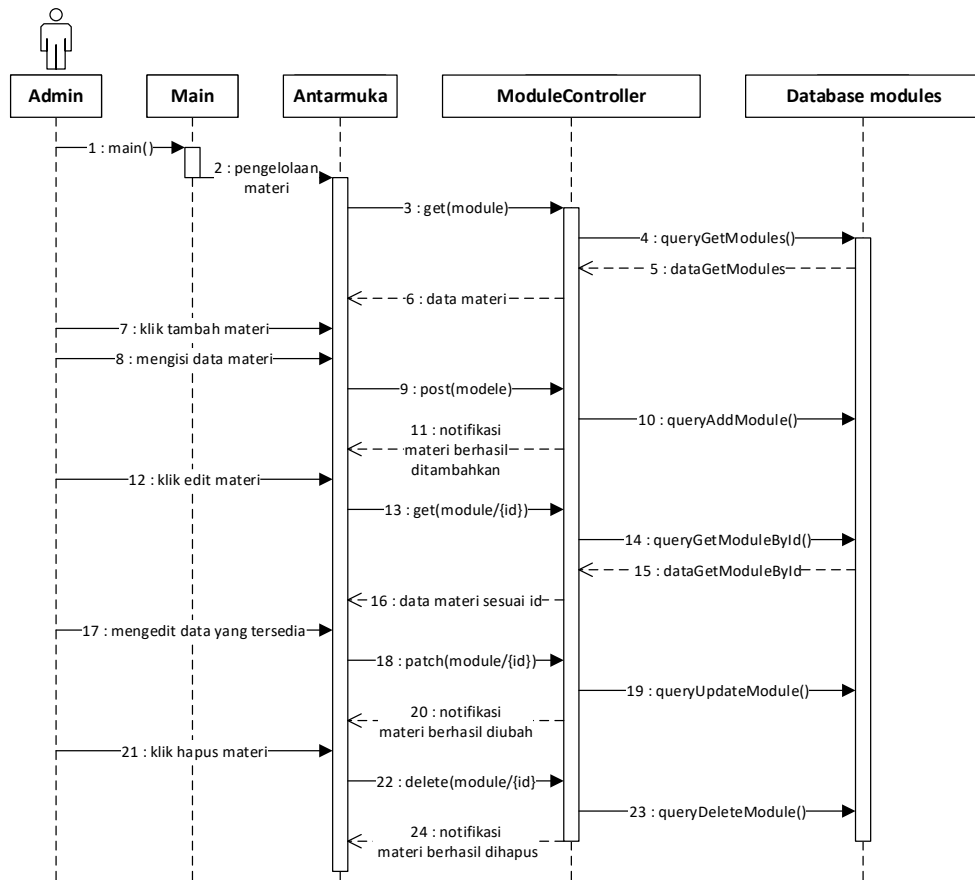 Admin
Main
Antarmuka
ModuleController
Database modules
1 : main()
2 : pengelolaan
materi
3 : get(module)
4 : queryGetModules()
5 : dataGetModules
6 : data materi
7 : klik tambah materi
8 : mengisi data materi
9 : post(modele)
10 : queryAddModule()
11 : notifikasi
materi berhasil
ditambahkan
12 : klik edit materi
13 : get(module/{id})
14 : queryGetModuleById()
15 : dataGetModuleById
16 : data materi sesuai id
17 : mengedit data yang tersedia
18 : patch(module/{id})
19 : queryUpdateModule()
20 : notifikasi
materi berhasil diubah
21 : klik hapus materi
22 : delete(module/{id}
23 : queryDeleteModule()
24 : notifikasi
materi berhasil dihapus